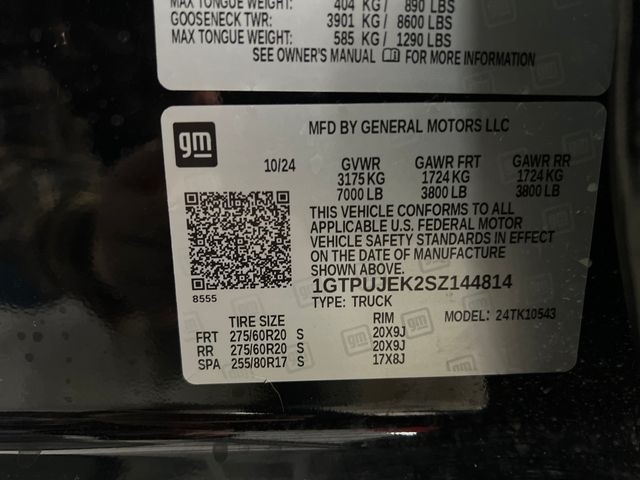 MAX TONGUE WEIGHT: 404 KG / 890 LBS
GOOSENECK TWR: 3901 KG / 8600 LBS
MAX TONGUE WEIGHT: 585 KG / 1290 LBS
SEE OWNER'S MANUAL FOR MORE INFORMATION
gm
MFD BY GENERAL MOTORS LLC
10/24 GVWR GAWR FRT GAWR RR
3175 KG 1724 KG 1724 KG
7000 LB 3800 LB 3800 LB
THIS VEHICLE CONFORMS TO ALL
APPLICABLE U.S. FEDERAL MOTOR
VEHICLE SAFETY STANDARDS IN EFFECT
ON THE DATE OF MANUFACTURE
SHOWN ABOVE.
8555
1GTPUJEK2SZ144814
TYPE: TRUCK
TIRE SIZE RIM MODEL: 24TK10543
FRT 275/60R20 S 20X9J
RR 275/60R20 S 20X9J
SPA 255/80R17 S 17X8J